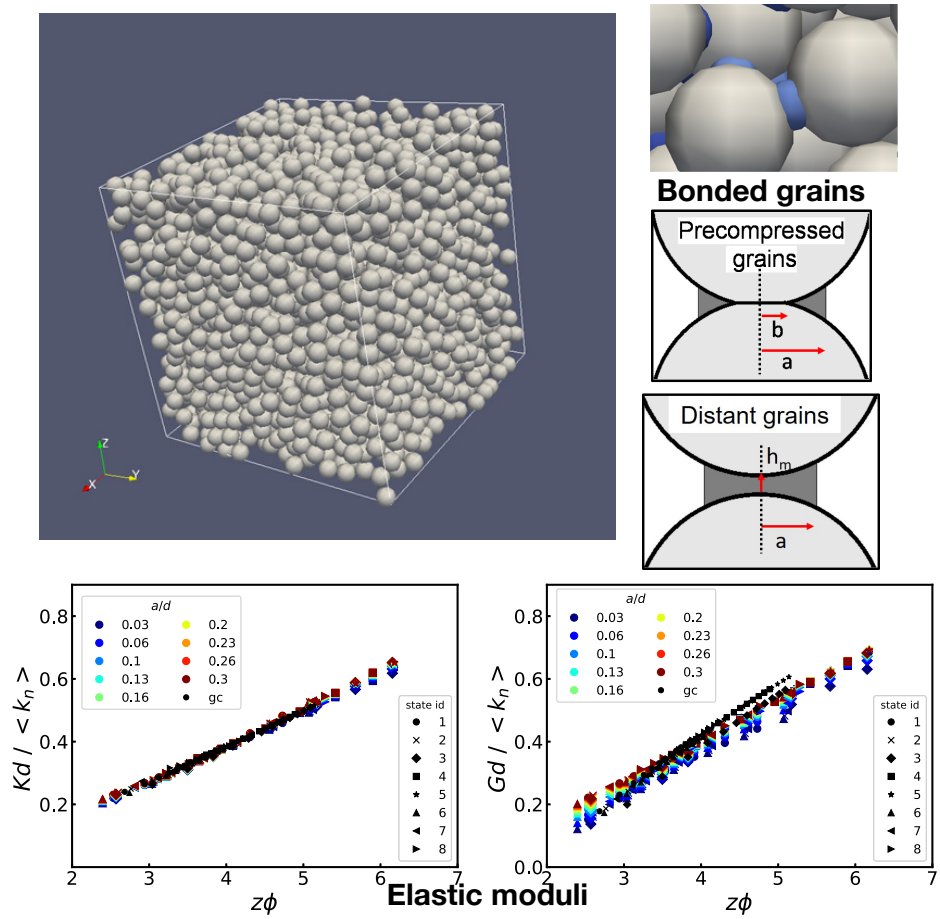 Z
Y
X
Bonded grains
Precompressed
grains
b
a
Distant grains
h_m
a
Kd / < k_n >
0.8
0.6
0.4
0.2
a/d
0.03
0.06
0.1
0.13
0.16
0.2
0.23
0.26
0.3
gc
state id
1
2
3
4
5
6
7
8
2
3
4
5
6
7
zϕ
Gd / < k_n >
0.8
0.6
0.4
0.2
0.0
a/d
0.03
0.06
0.1
0.13
0.16
0.2
0.23
0.26
0.3
gc
state id
1
2
3
4
5
6
7
8
2
3
4
5
6
7
zϕ
Elastic moduli